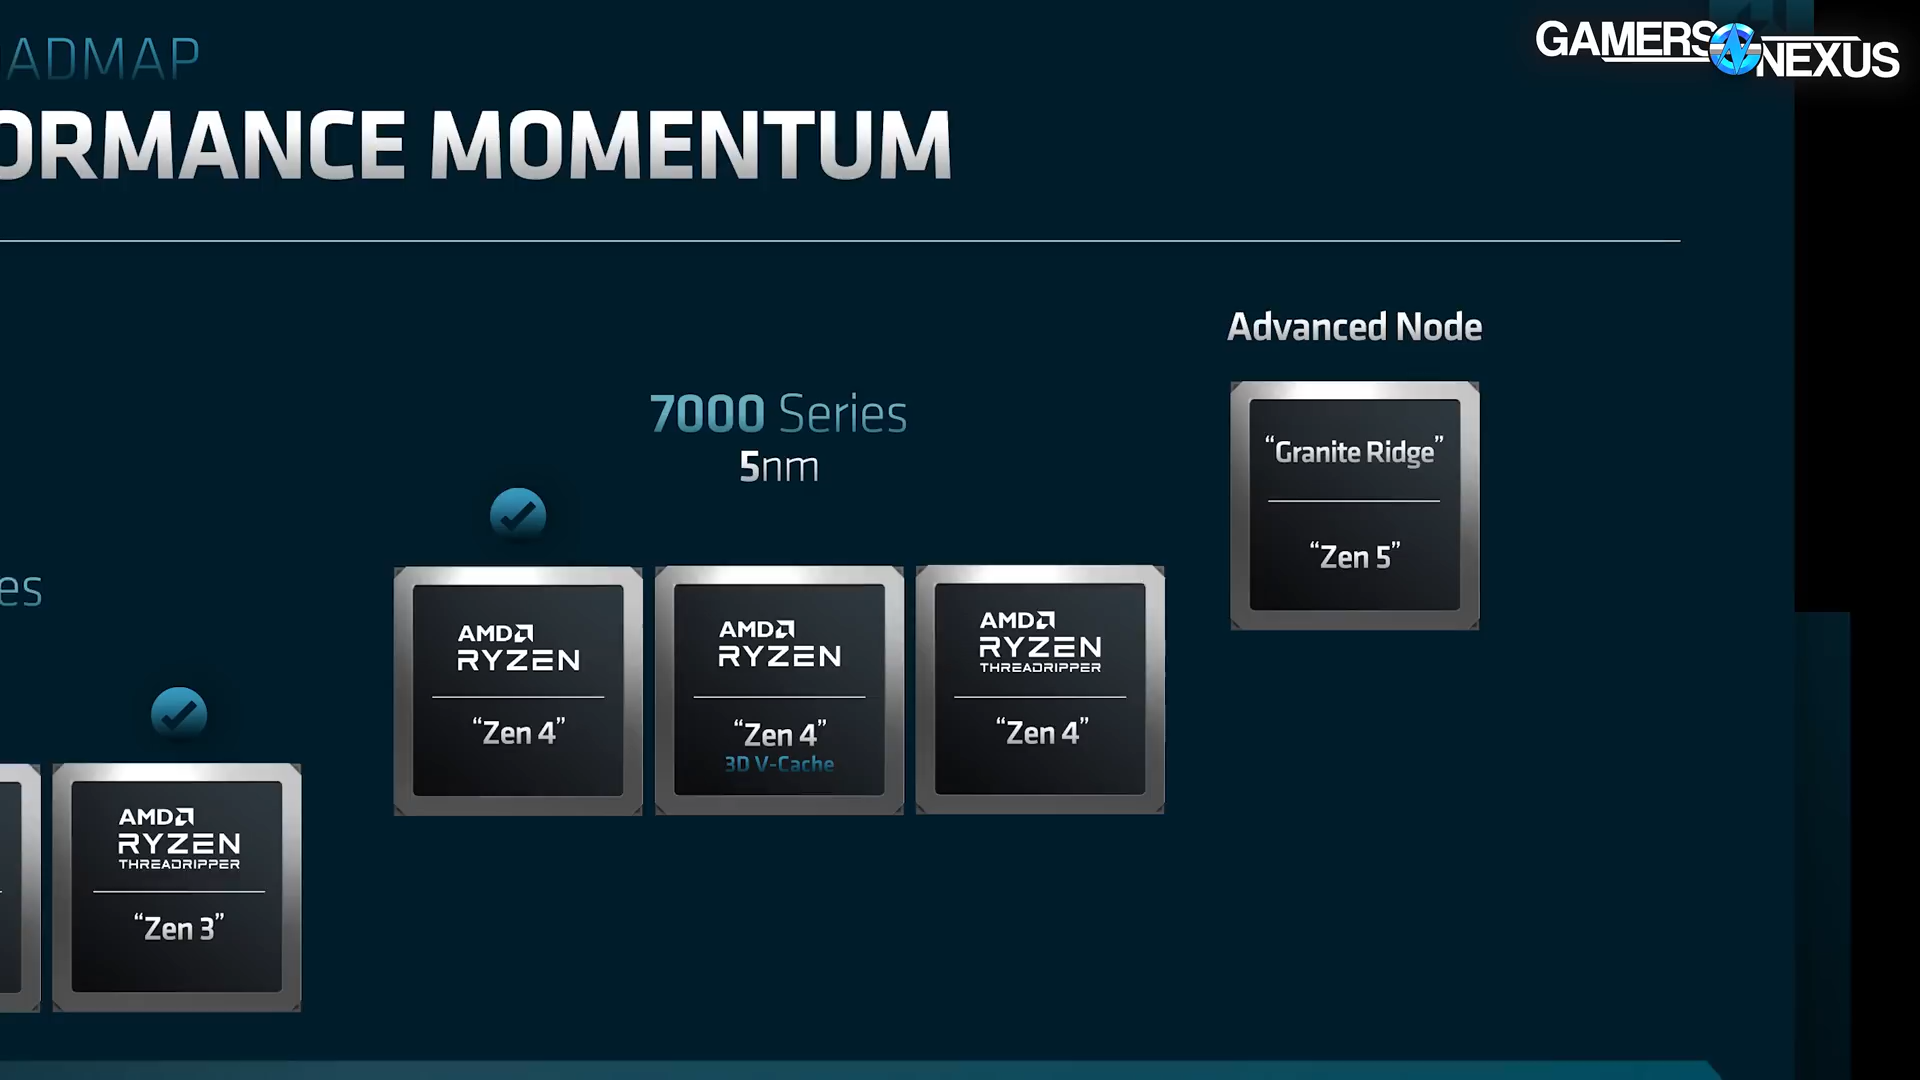 OADMAP
GAMERS NEXUS
ORMANCE MOMENTUM
Advanced Node
7000 Series
5nm
"Granite Ridge"
"Zen 5"
es
AMD
RYZEN
"Zen 4"
AMD
RYZEN
"Zen 4"
3D V-Cache
AMD
RYZEN
THREADRIPPER
"Zen 4"
AMD
RYZEN
THREADRIPPER
"Zen 3"